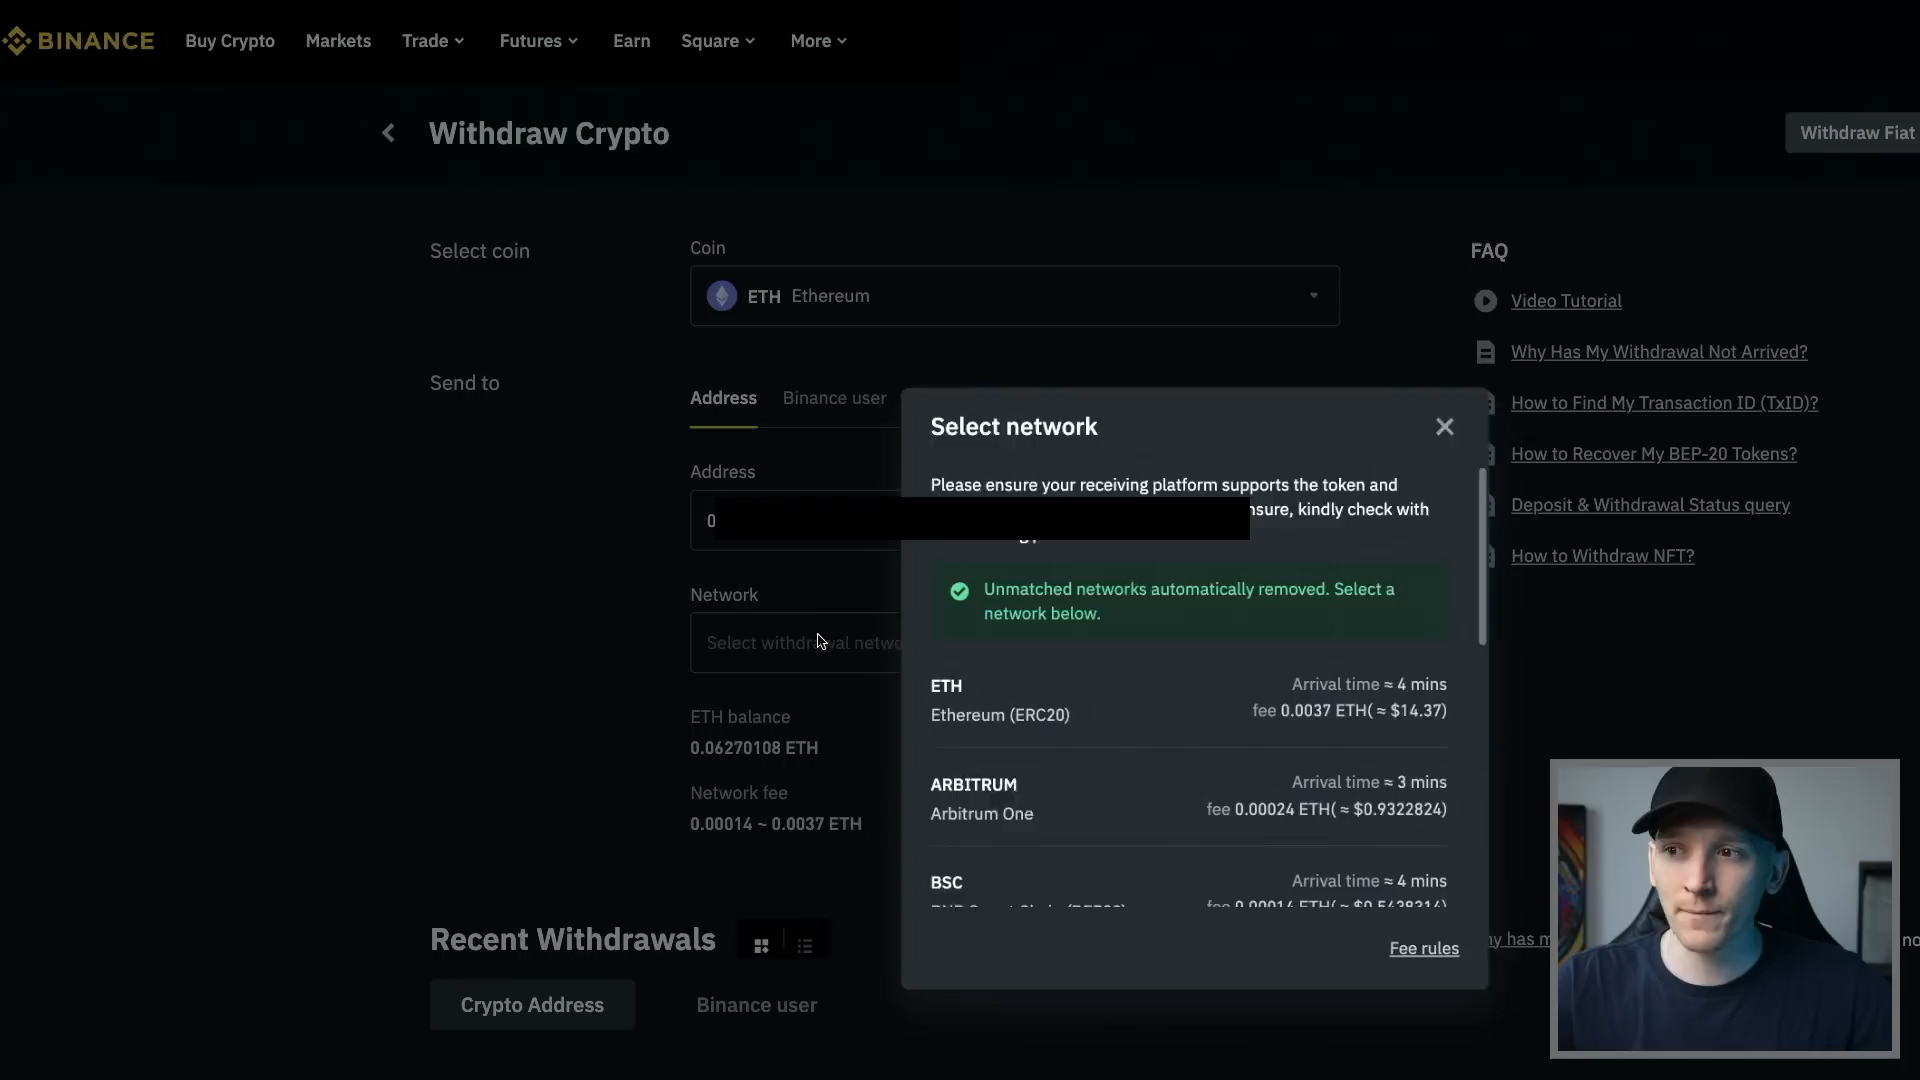 BINANCE Buy Crypto Markets Trade Futures Earn Square More
Withdraw Crypto
Withdraw Fiat
Select coin
Coin
ETH Ethereum
Send to
Address Binance user
Address
0
Network
Select withdrawal
ETH balance
0.06270108 ETH
Network fee
0.00014 ~ 0.0037 ETH
Select network
Please ensure your receiving platform supports the token and
kindly check with
Unmatched networks automatically removed. Select a
network below.
ETH
Arrival time ≈ 4 mins
Ethereum (ERC20)
fee 0.0037 ETH( ≈ $14.37)
ARBITRUM
Arrival time ≈ 3 mins
Arbitrum One
fee 0.00024 ETH( ≈ $0.9322824)
BSC
Arrival time ≈ 4 mins
Fee rules
FAQ
Video Tutorial
Why Has My Withdrawal Not Arrived?
How to Find My Transaction ID (TxID)?
How to Recover My BEP-20 Tokens?
Deposit & Withdrawal Status query
How to Withdraw NFT?
Recent Withdrawals
has
Crypto Address Binance user